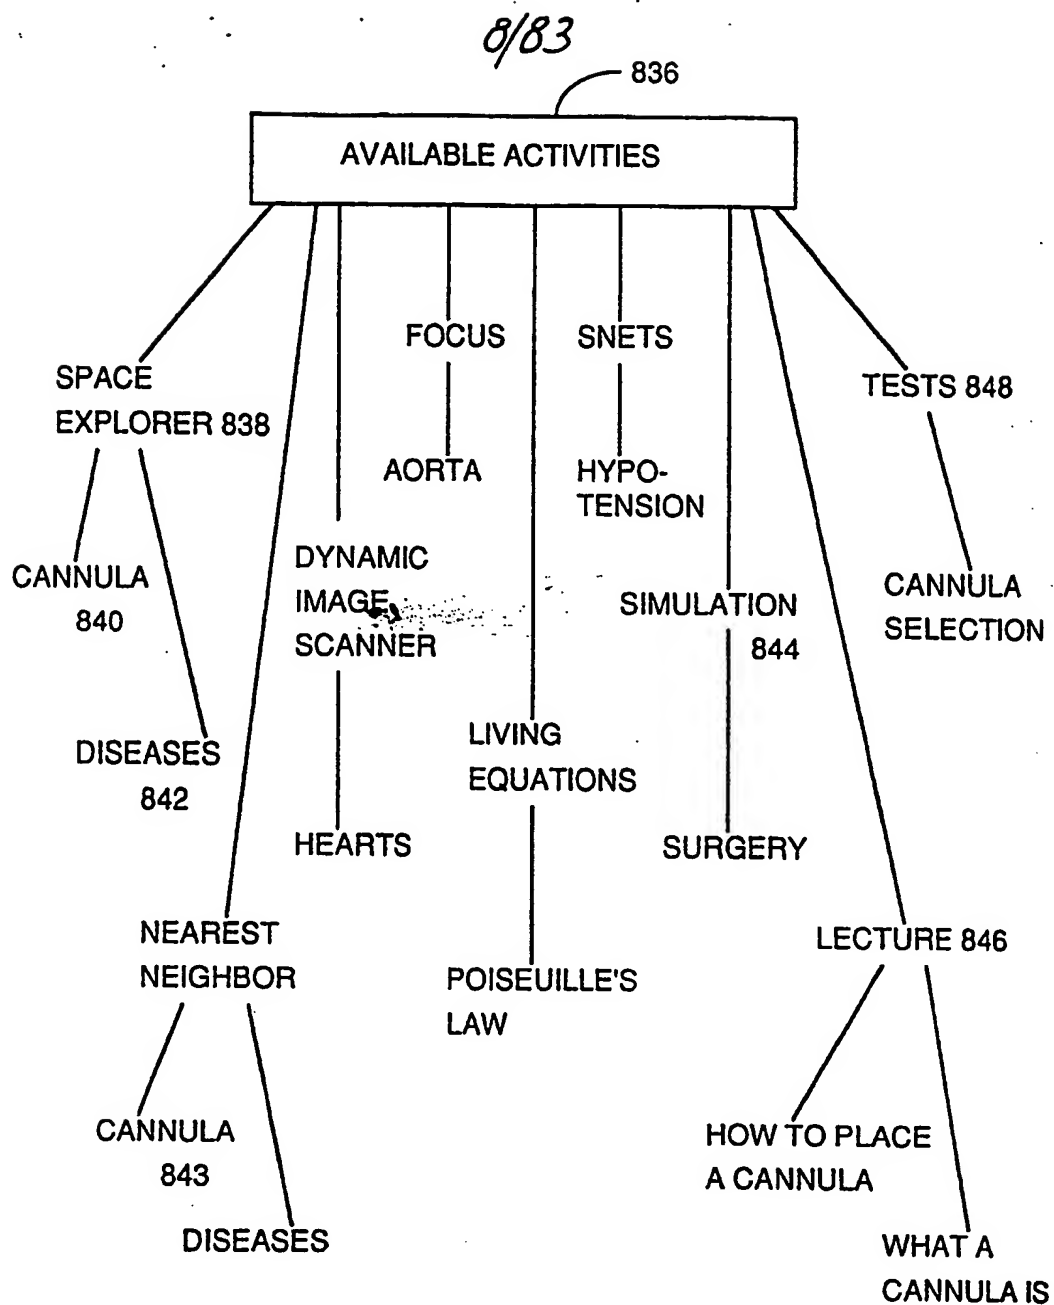 8/83
836
AVAILABLE ACTIVITIES
FOCUS
SNETS
SPACE
EXPLORER 838
TESTS 848
AORTA
HYPO-
TENSION
DYNAMIC
IMAGE
SCANNER
CANNULA
840
SIMULATION
844
CANNULA
SELECTION
DISEASES
842
LIVING
EQUATIONS
HEARTS
SURGERY
NEAREST
NEIGHBOR
LECTURE 846
POISEUILLE'S
LAW
CANNULA
843
HOW TO PLACE
A CANNULA
DISEASES
WHAT A
CANNULA IS